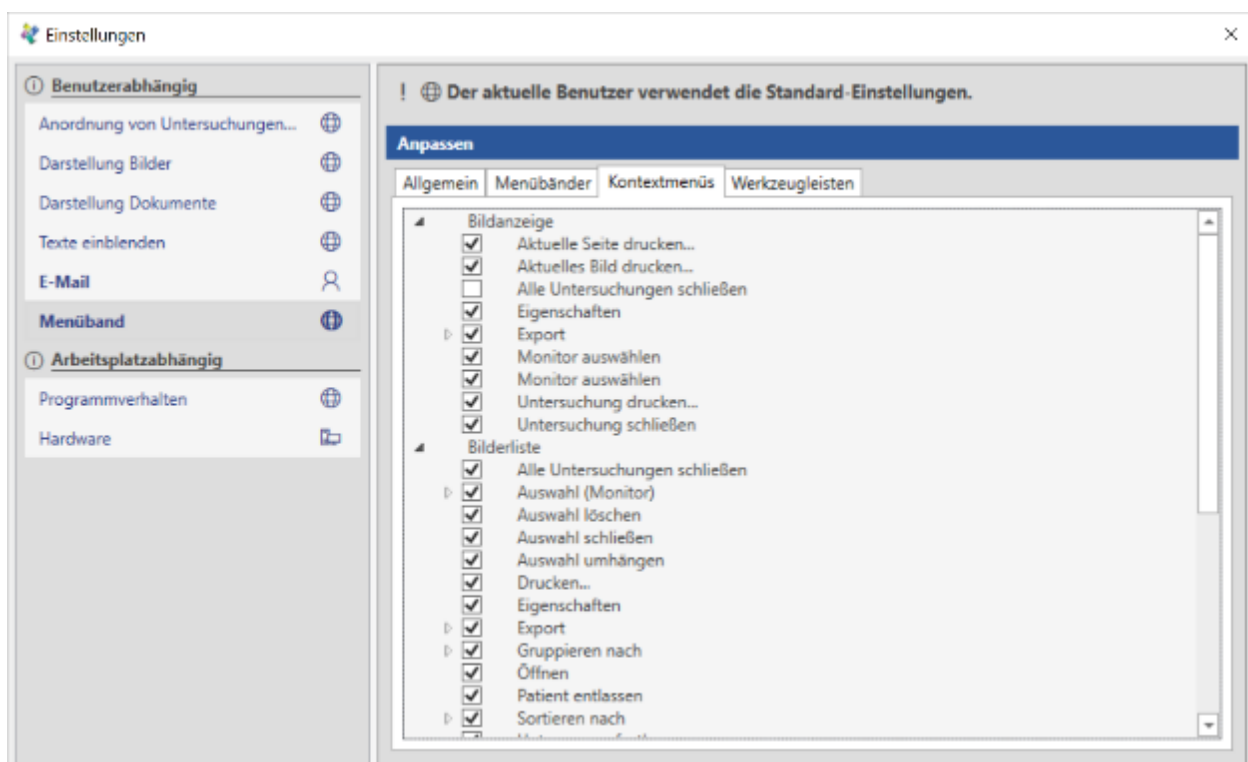 Einstellungen
Benutzerabhängig
Anordnung von Untersuchungen...
Darstellung Bilder
Darstellung Dokumente
Texte einblenden
E-Mail
Menüband
Arbeitsplatzabhängig
Programmverhalten
Hardware
! Der aktuelle Benutzer verwendet die Standard-Einstellungen.
Anpassen
Allgemein Menübänder Kontextmenüs Werkzeugleisten
Bildanzeige
Aktuelle Seite drucken...
Aktuelles Bild drucken...
Alle Untersuchungen schließen
Eigenschaften
Export
Monitor auswählen
Monitor auswählen
Untersuchung drucken...
Untersuchung schließen
Bilderliste
Alle Untersuchungen schließen
Auswahl (Monitor)
Auswahl löschen
Auswahl schließen
Auswahl umhängen
Drucken...
Eigenschaften
Export
Gruppieren nach
Öffnen
Patient entlassen
Sortieren nach